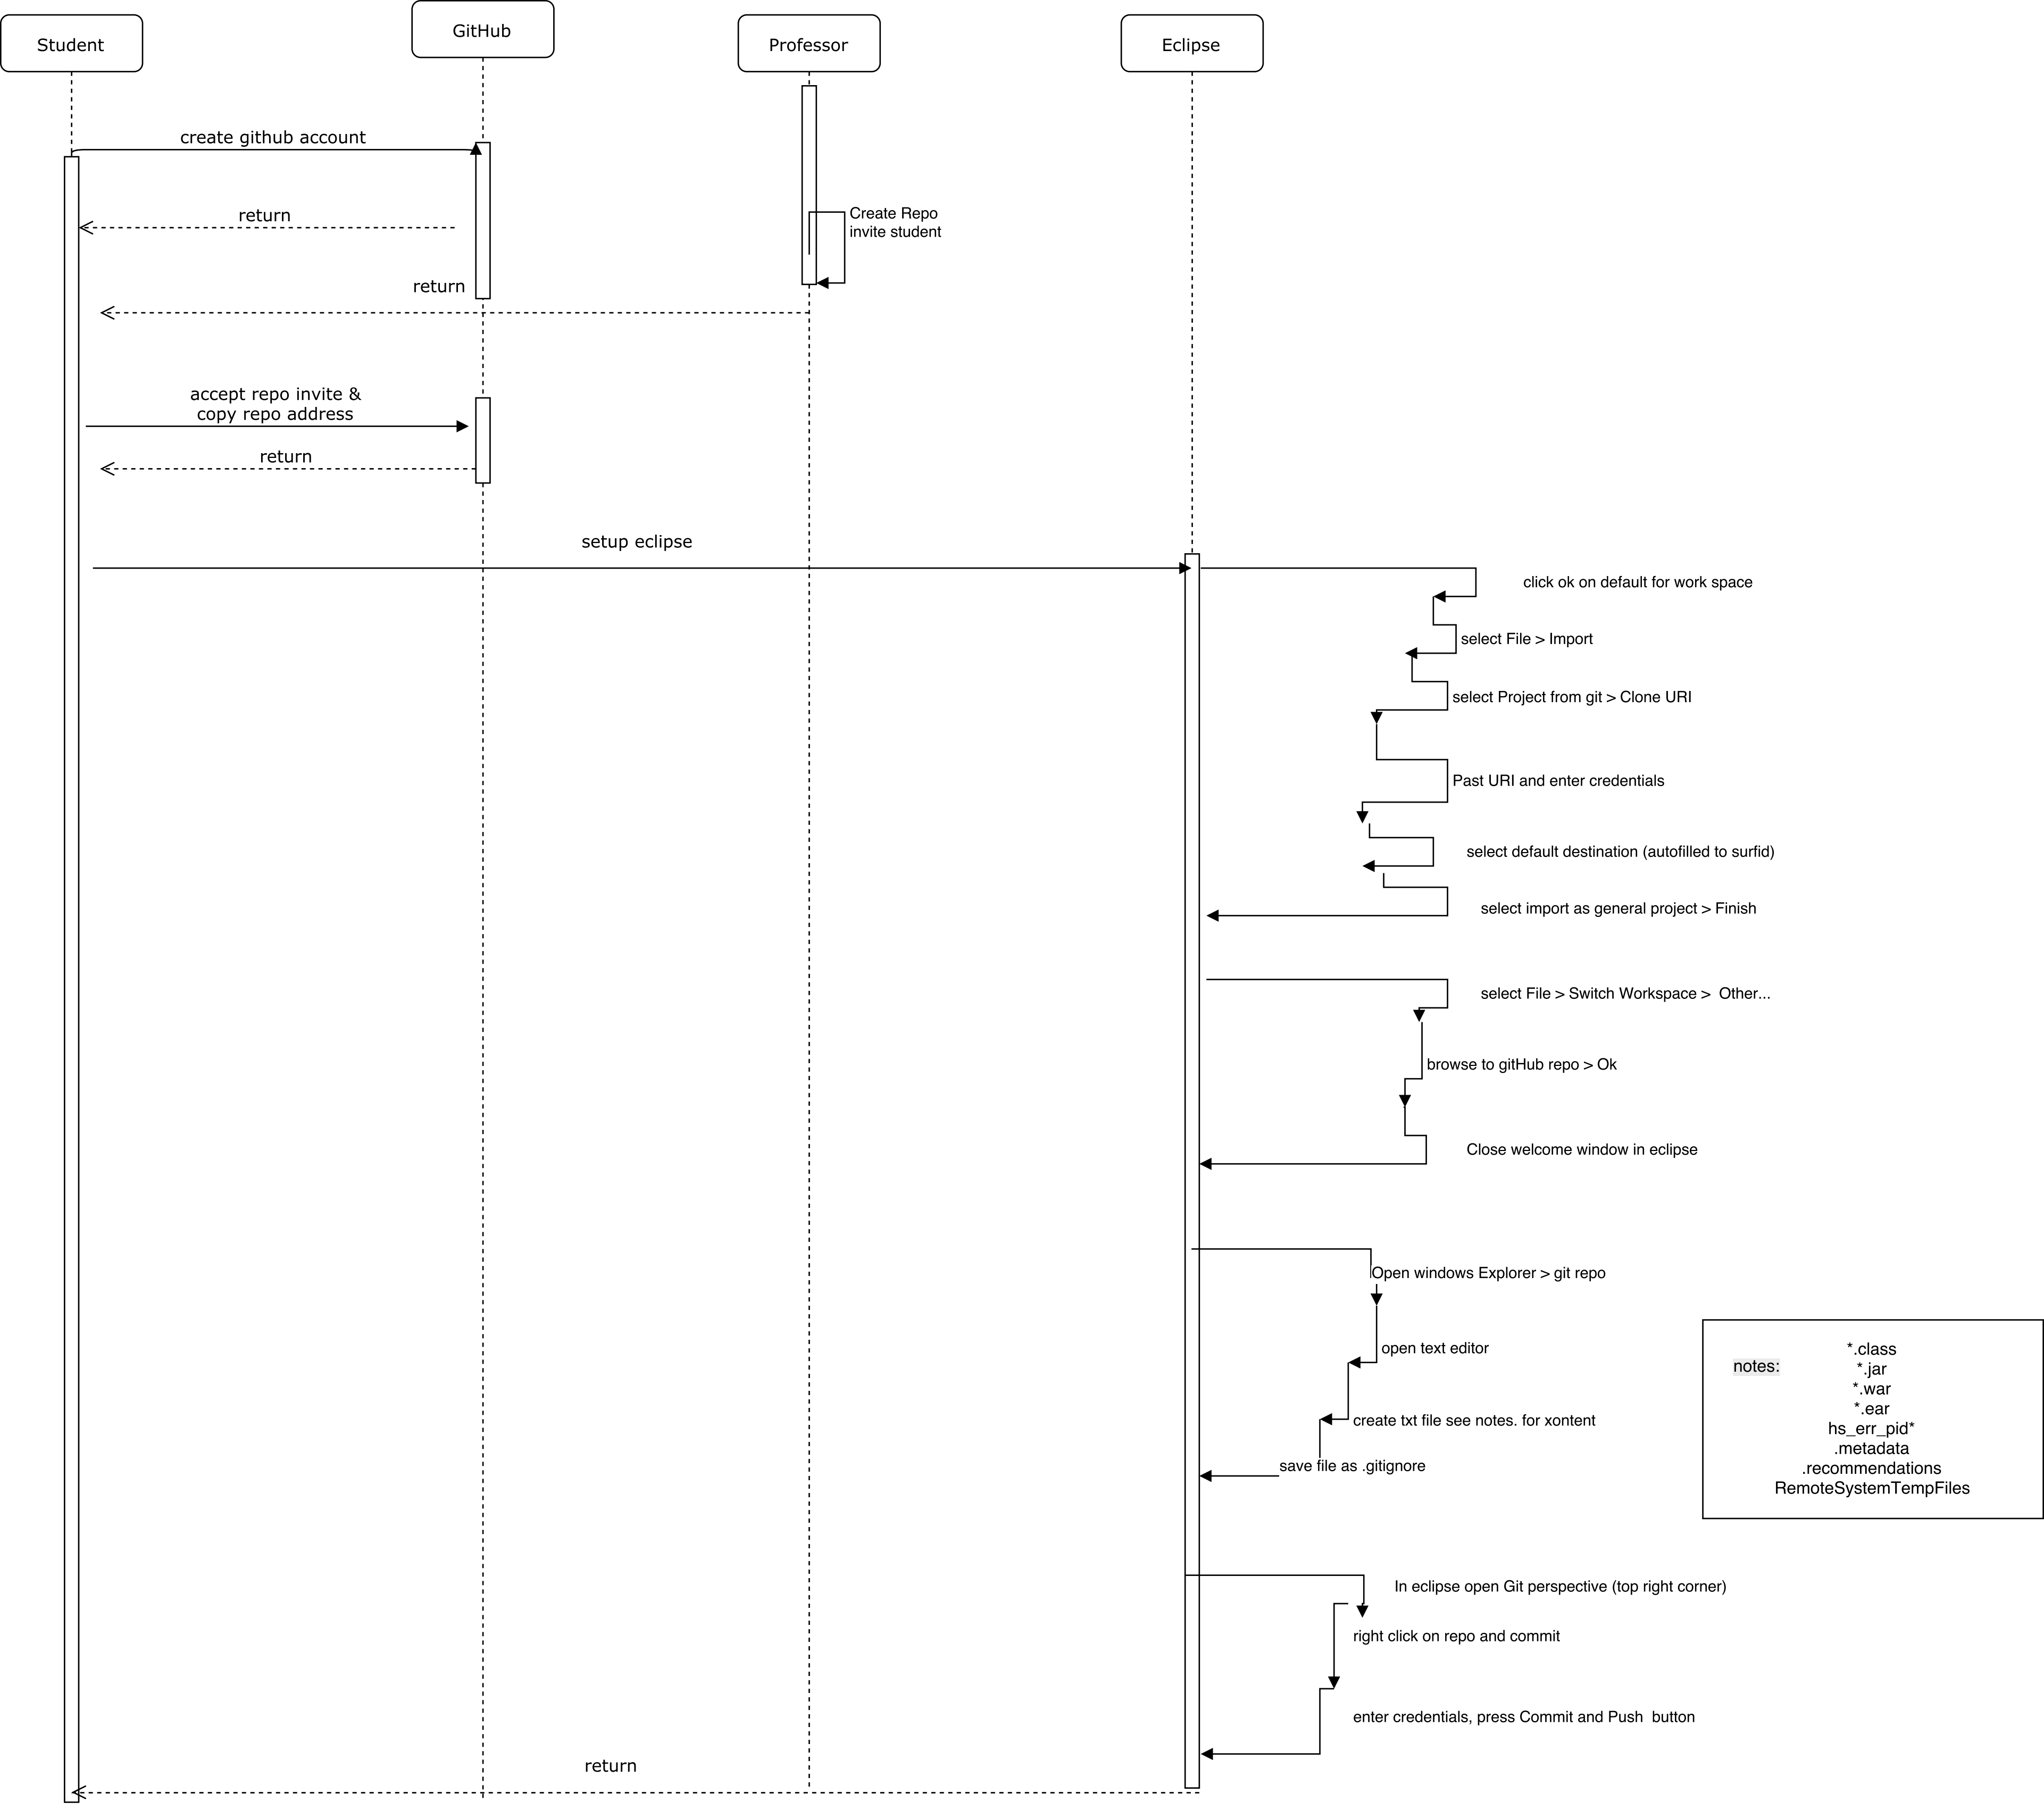 Student
GitHub
Professor
Eclipse
create github account
return
Create Repo
invite student
return
accept repo invite &
copy repo address
return
setup eclipse
click ok on default for work space
select File > Import
select Project from git > Clone URI
Past URI and enter credentials
select default destination (autofilled to surfid)
select import as general project > Finish
select File > Switch Workspace >  Other...
browse to gitHub repo > Ok
Close welcome window in eclipse
Open windows Explorer > git repo
open text editor
create txt file see notes. for xontent
save file as .gitignore
notes:
*.class
*.jar
*.war
*.ear
hs_err_pid*
.metadata
.recommendations
RemoteSystemTempFiles
In eclipse open Git perspective (top right corner)
right click on repo and commit
enter credentials, press Commit and Push  button
return